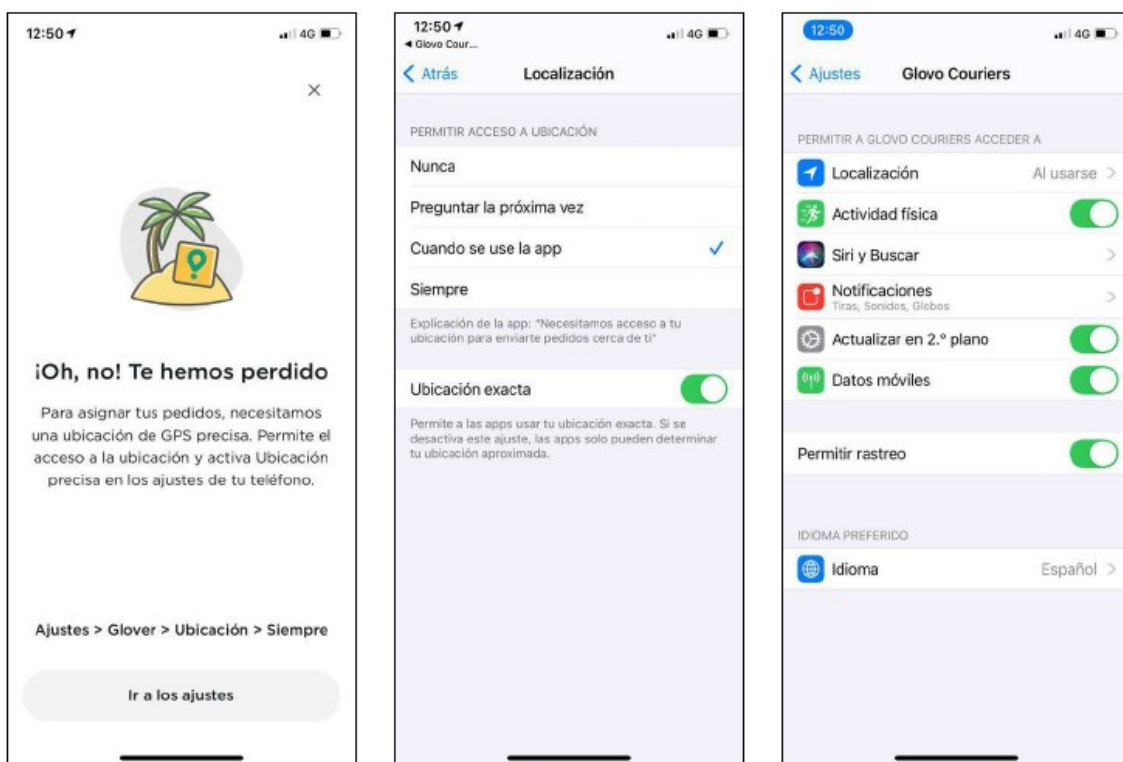 12:50
4G
¡Oh, no! Te hemos perdido
Para asignar tus pedidos, necesitamos
una ubicación de GPS precisa. Permite el
acceso a la ubicación y activa Ubicación
precisa en los ajustes de tu teléfono.
Ajustes > Glover > Ubicación > Siempre
Ir a los ajustes
12:50
4G
Glovo Cour...
Atrás
Localización
PERMITIR ACCESO A UBICACIÓN
Nunca
Preguntar la próxima vez
Cuando se use la app
Siempre
Explicación de la app: "Necesitamos acceso a tu
ubicación para enviarte pedidos cerca de ti"
Ubicación exacta
Permite a las apps usar tu ubicación exacta. Si se
desactiva este ajuste, las apps solo pueden determinar
tu ubicación aproximada.
12:50
4G
Ajustes
Glovo Couriers
PERMITIR A GLOVO COURIERS ACCEDER A
Localización Al usarse
Actividad física
Siri y Buscar
Notificaciones
Tiras, Sonidos, Globos
Actualizar en 2.º plano
Datos móviles
Permitir rastreo
IDIOMA PREFERIDO
Idioma Español